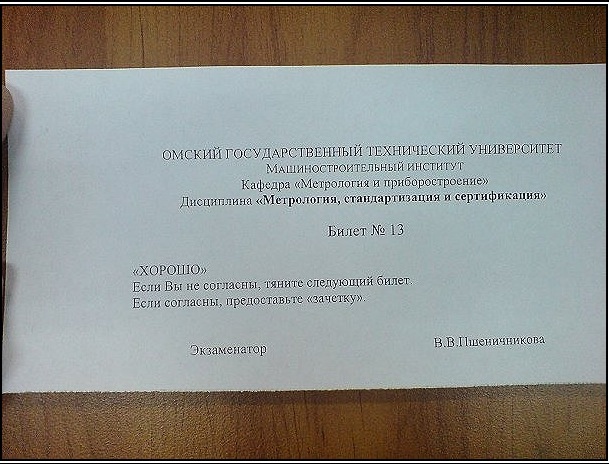 ОМСКИЙ ГОСУДАРСТВЕННЫЙ ТЕХНИЧЕСКИЙ УНИВЕРСИТЕТ
МАШИНОСТРОИТЕЛЬНЫЙ ИНСТИТУТ
Кафедра «Метрология и приборостроение»
Дисциплина «Метрология, стандартизация и сертификация»
Билет № 13
«ХОРОШО»
Если Вы не согласны, тяните следующий билет.
Если согласны, предоставьте «зачетку».
Экзаменатор В.В.Пшеничникова